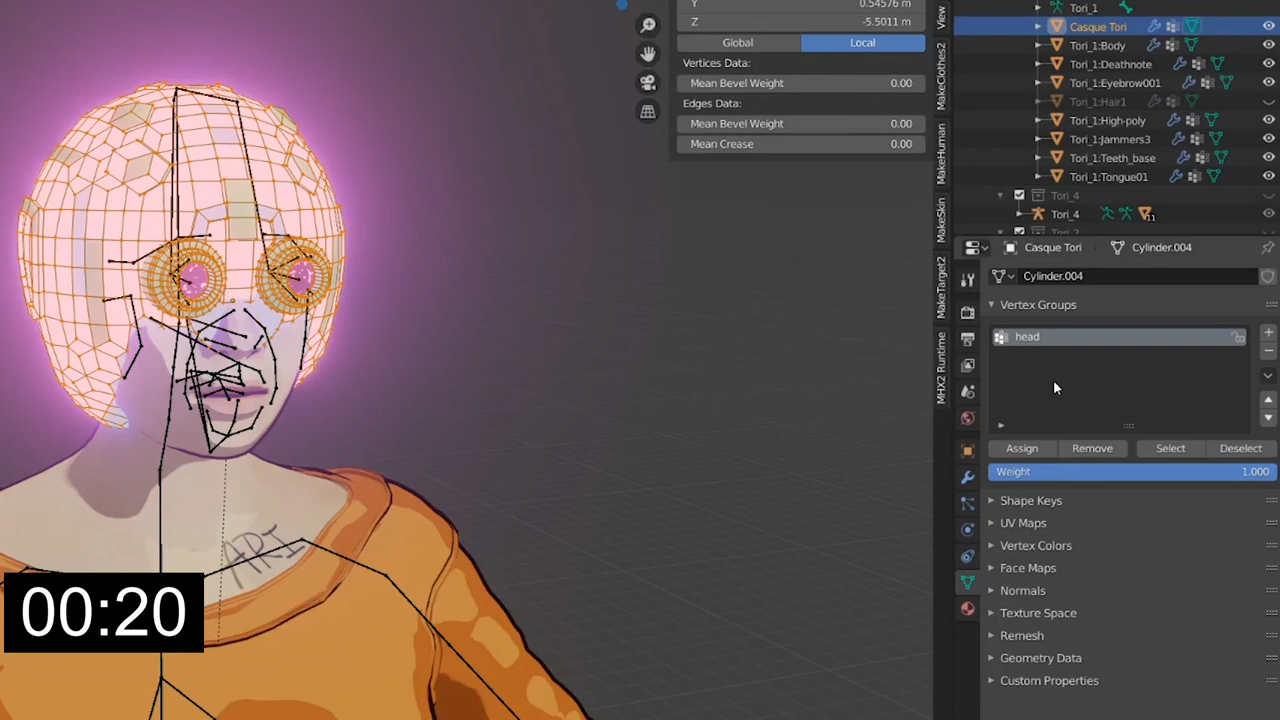 Y 0.54576 m
Z -5.5011 m
Global Local
Vertices Data:
Mean Bevel Weight 0.00
Edges Data:
Mean Bevel Weight 0.00
Mean Crease 0.00
View
MakeClothes2
MakeHuman
MakeSkin
MakeTarget2
MHX2 Runtime
Tori_1
Casque Tori
Tori_1:Body
Tori_1:Deathnote
Tori_1:Eyebrow001
Tori_1:Hair1
Tori_1:High-poly
Tori_1:Jammers3
Tori_1:Teeth_base
Tori_1:Tongue01
Tori_4
Tori_4 11
Casque Tori Cylinder.004
Cylinder.004
Vertex Groups
head
Assign Remove Select Deselect
Weight 1.000
Shape Keys
UV Maps
Vertex Colors
Face Maps
Normals
Texture Space
Remesh
Geometry Data
Custom Properties
ARI
00:20